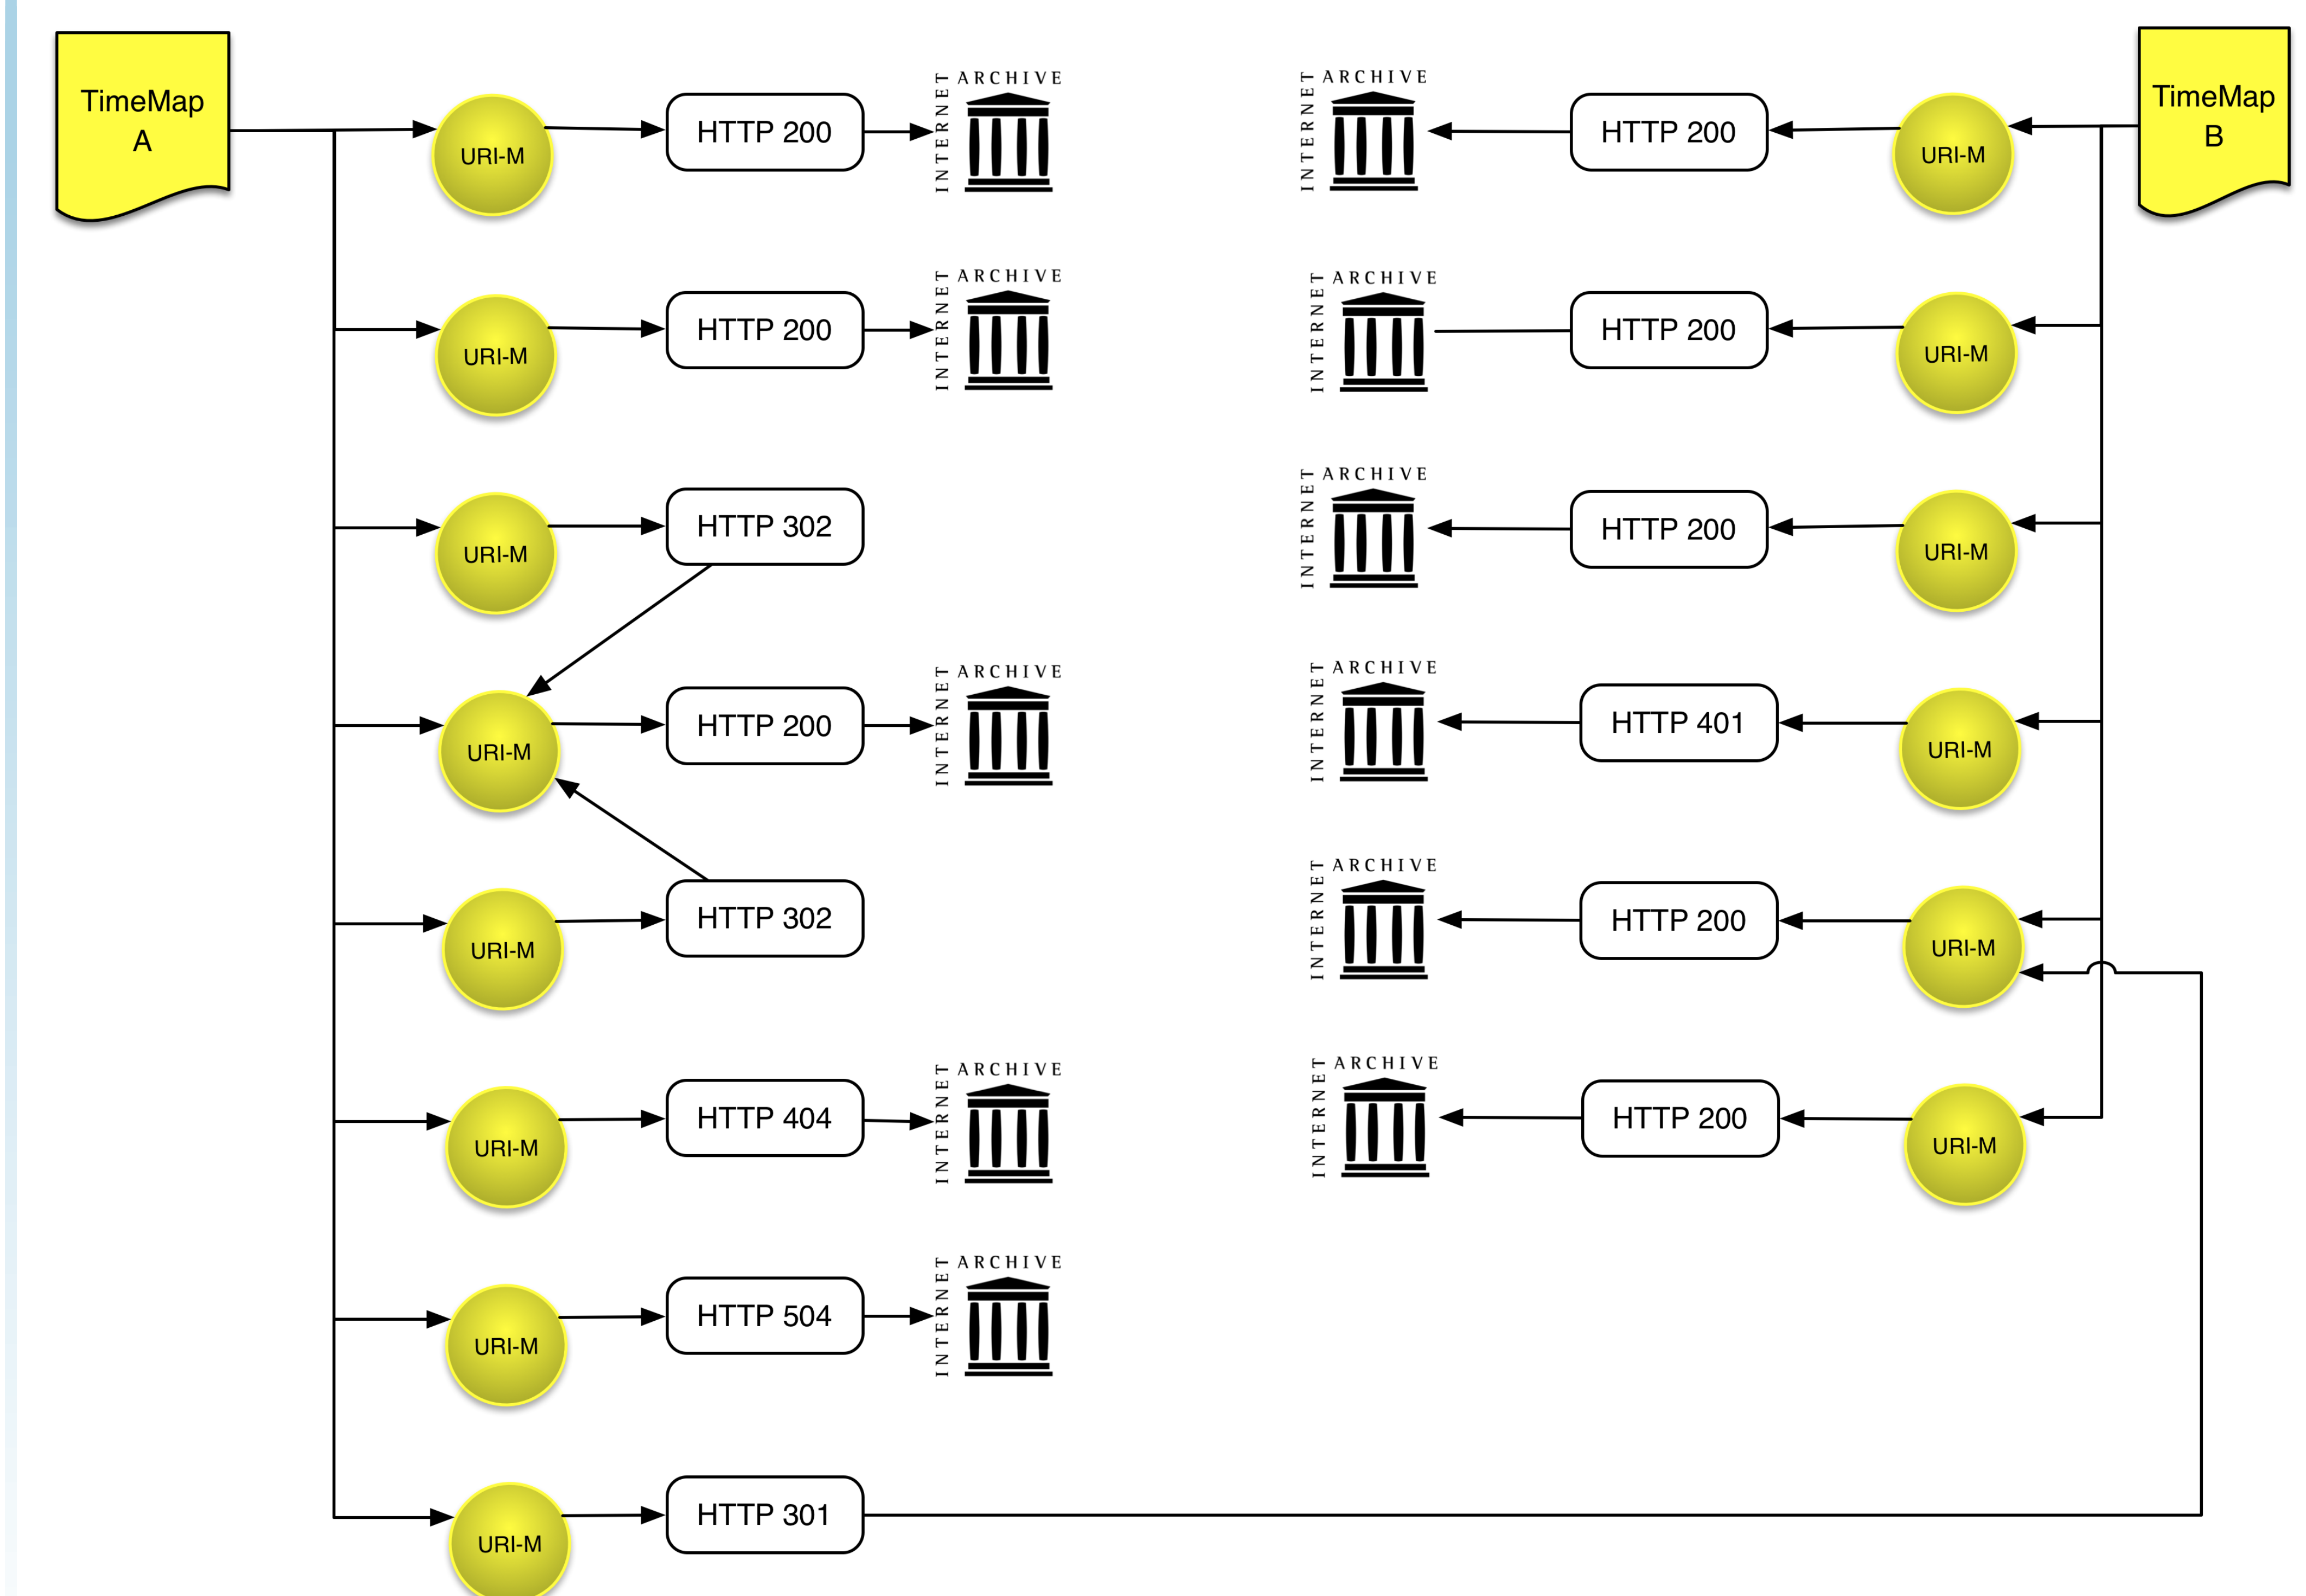 TimeMap
A
URI-M
HTTP 200
INTERNET
ARCHIVE
INTERNET
ARCHIVE
HTTP 200
URI-M
TimeMap
B
URI-M
HTTP 200
INTERNET
ARCHIVE
INTERNET
ARCHIVE
HTTP 200
URI-M
URI-M
HTTP 302
INTERNET
ARCHIVE
HTTP 200
URI-M
URI-M
HTTP 200
INTERNET
ARCHIVE
INTERNET
ARCHIVE
HTTP 401
URI-M
URI-M
HTTP 302
INTERNET
ARCHIVE
HTTP 200
URI-M
URI-M
HTTP 404
INTERNET
ARCHIVE
INTERNET
ARCHIVE
HTTP 200
URI-M
URI-M
HTTP 504
INTERNET
ARCHIVE
URI-M
HTTP 301